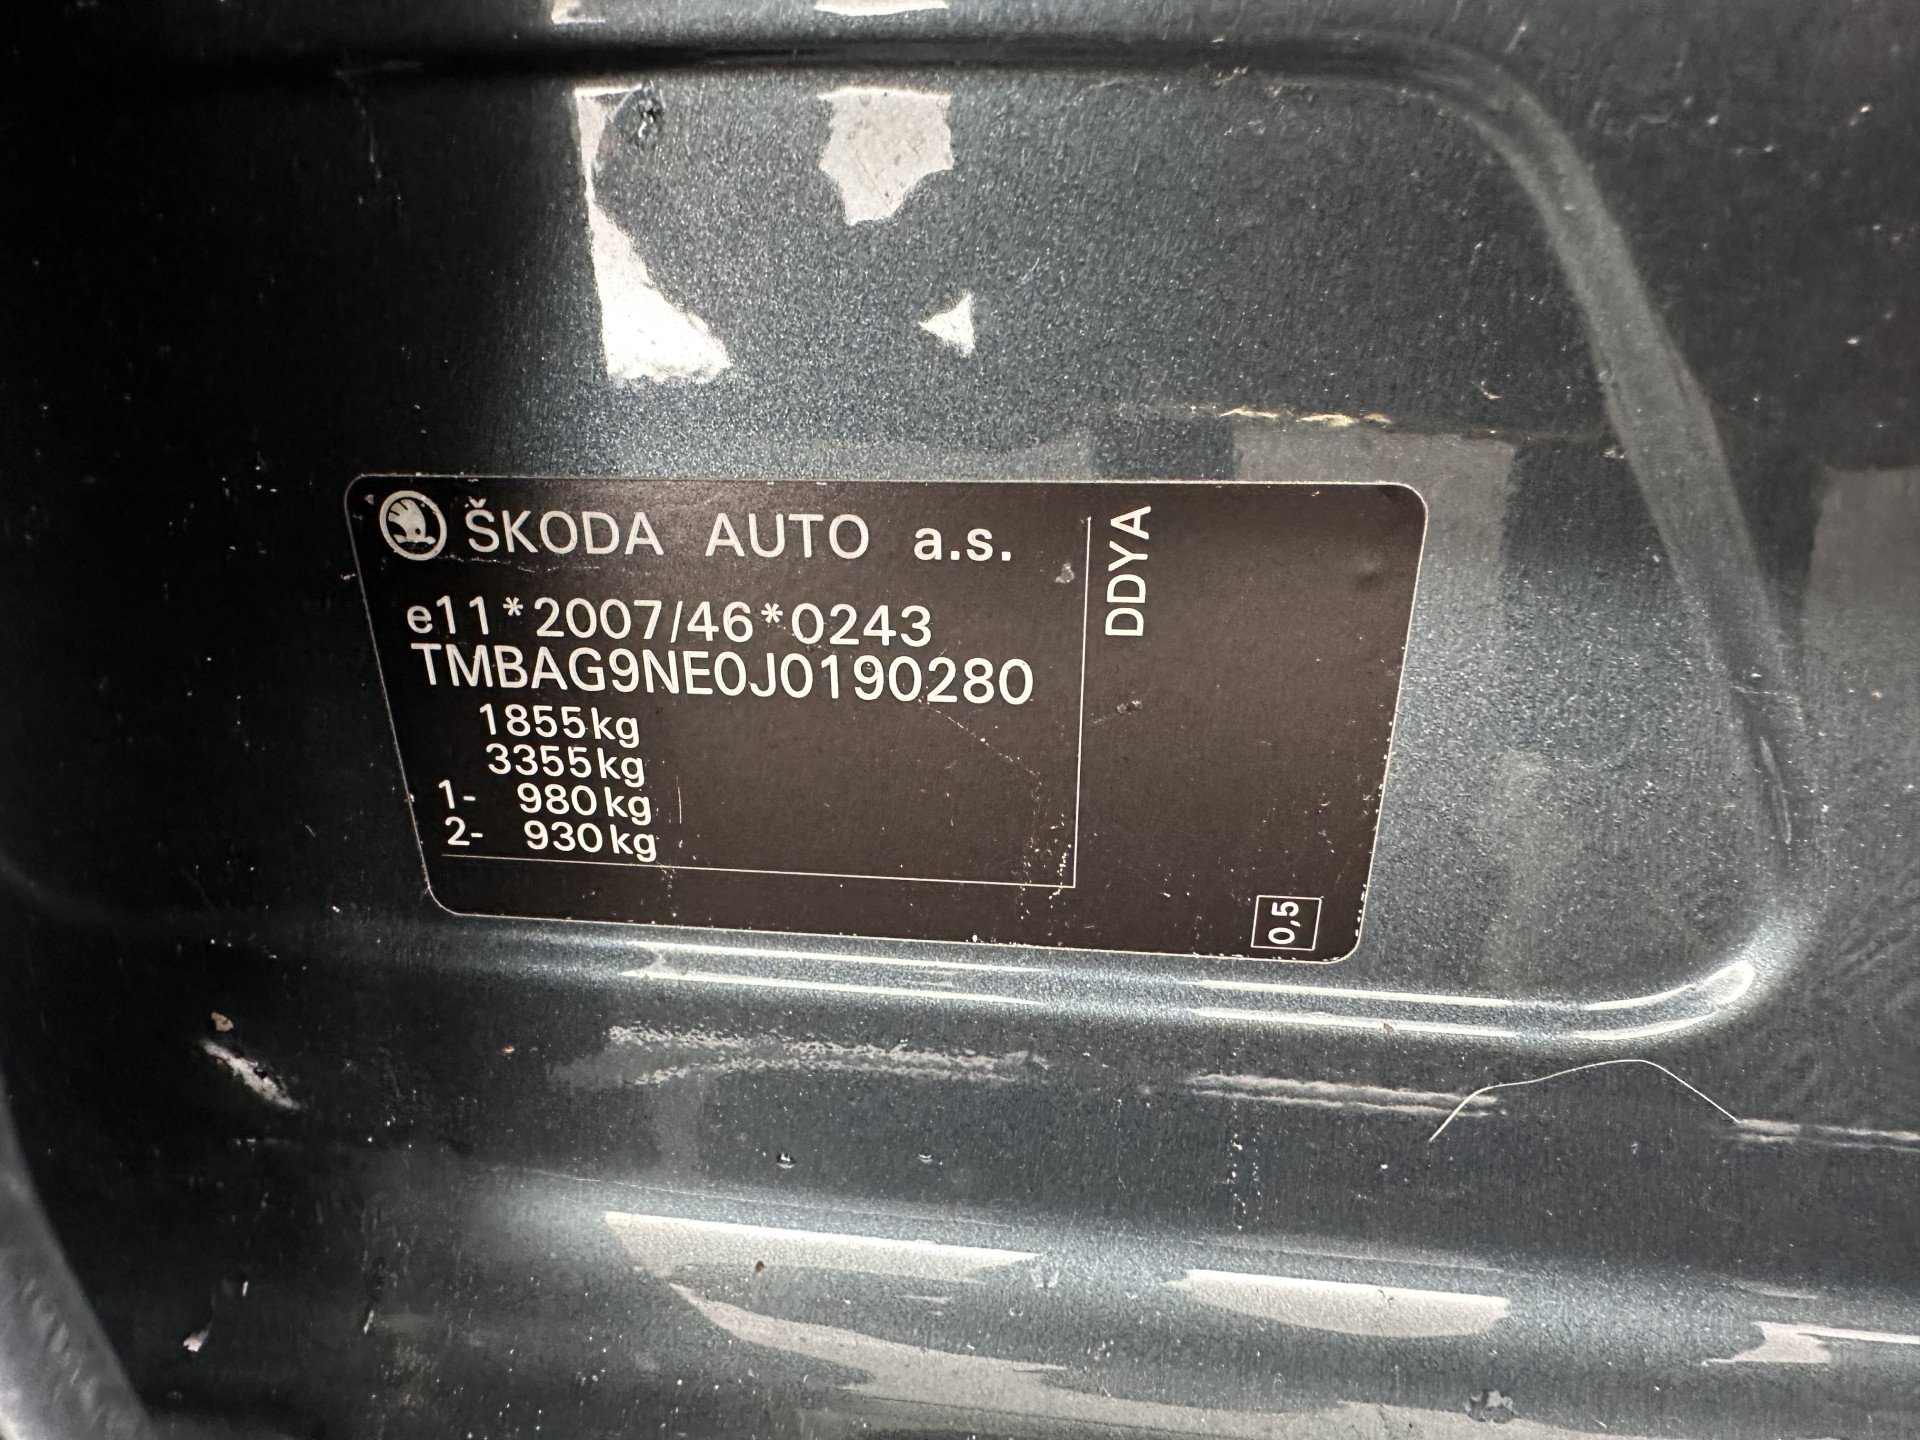 ŠKODA AUTO a.s.
e11*2007/46*0243
TMBAG9NE0J0190280
1855kg
3355kg
1- 980kg
2- 930kg
DDYA
0,5